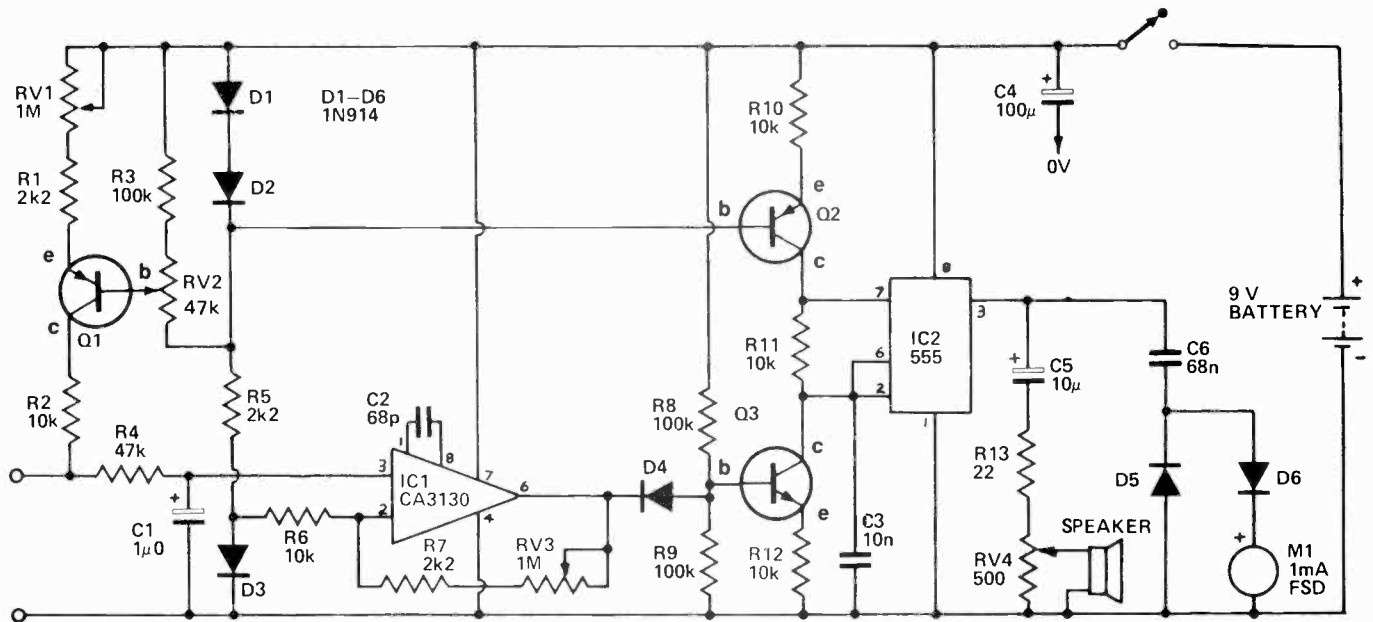 RV1
1M
R1
2k2
e
b
c
Q1
R2
10k
R4
47k
+
C1
1μ0
R3
100k
RV2
47k
D1
D2
D1–D6
1N914
R5
2k2
D3
R6
10k
C2
68p
1
8
3
2
IC1
CA3130
7
4
6
R7
2k2
RV3
1M
D4
R8
100k
R9
100k
R10
10k
e
b
Q2
c
R11
10k
Q3
b
c
e
R12
10k
C3
10n
7
6
2
8
IC2
555
3
1
+
C4
100μ
0V
+
C5
10μ
R13
22
RV4
500
SPEAKER
C6
68n
D5
D6
+
M1
1mA
FSD
9 V
BATTERY
+
-